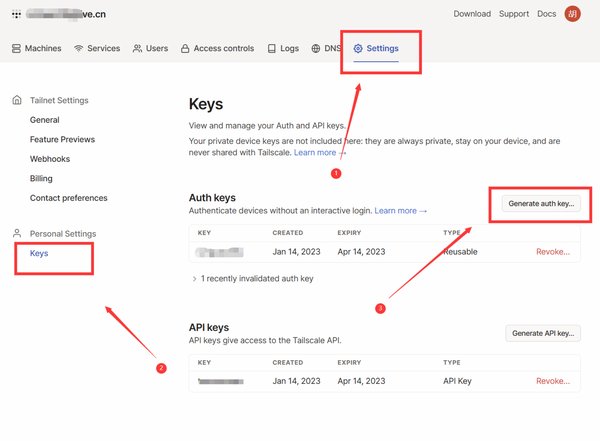 ve.cn
Download Support Docs 胡
Machines Services Users Access controls Logs DNS Settings
Keys
View and manage your Auth and API keys.
Your private device keys are not included here: they are always private, stay on your device, and are
never shared with Tailscale. Learn more →
Tailnet Settings
General
Feature Previews
Webhooks
Billing
Contact preferences
Personal Settings
Keys
1
Auth keys
Generate auth key...
Authenticate devices without an interactive login. Learn more →
KEY CREATED EXPIRY TYPE
Jan 14, 2023 Apr 14, 2023 Reusable Revoke...
1 recently invalidated auth key
3
2
API keys
Generate API key...
API keys give access to the Tailscale API.
KEY CREATED EXPIRY TYPE
Jan 14, 2023 Apr 14, 2023 API Key Revoke...